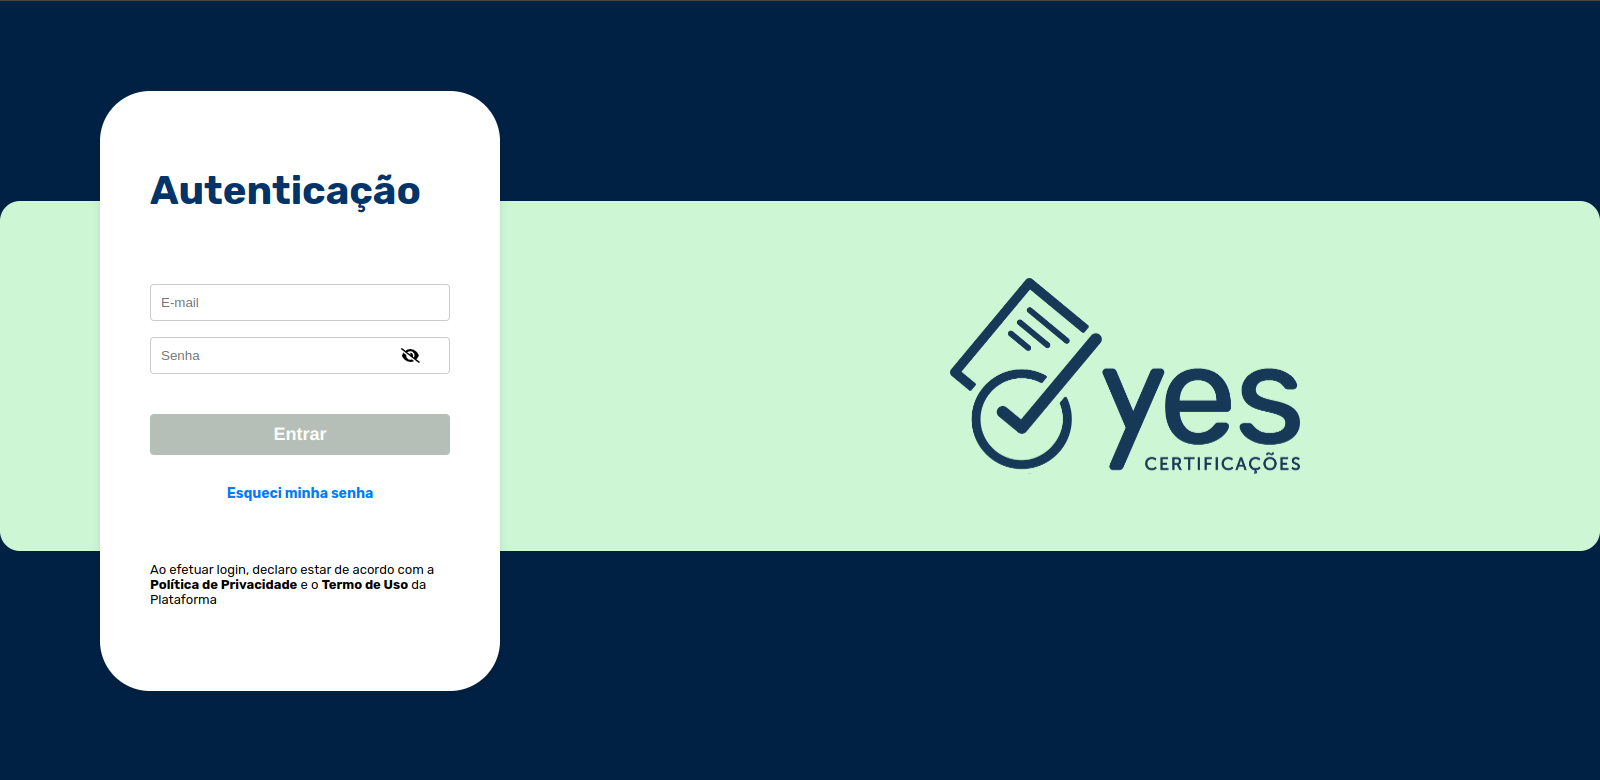 Autenticação
E-mail
Senha
Entrar
Esqueci minha senha
Ao efetuar login, declaro estar de acordo com a
Política de Privacidade e o Termo de Uso da
Plataforma
yes
CERTIFICAÇÕES